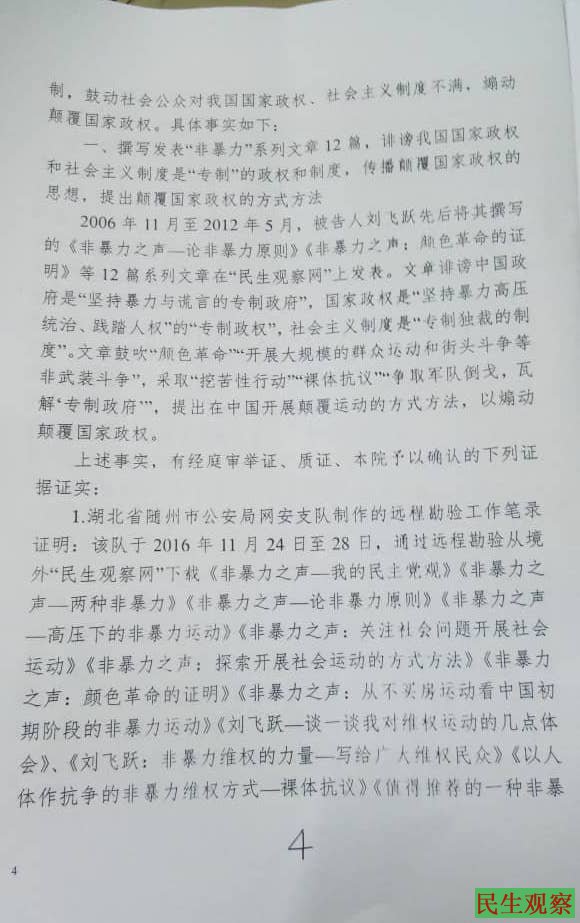 制，鼓动社会公众对我国国家政权、社会主义制度不满，煽动
颠覆国家政权。具体事实如下：
一、撰写发表“非暴力”系列文章 12 篇，诽谤我国国家政权
和社会主义制度是“专制”的政权和制度，传播颠覆国家政权的
思想，提出颠覆国家政权的方式方法
2006 年 11 月至 2012 年 5 月，被告人刘飞跃先后将其撰写
的《非暴力之声—论非暴力原则》《非暴力之声：颜色革命的证
明》等 12 篇系列文章在“民生观察网”上发表。文章诽谤中国政
府是“坚持暴力与谎言的专制政府”，国家政权是“坚持暴力高压
统治、践踏人权”的“专制政权”，社会主义制度是“专制独裁的制
度”。文章鼓吹“颜色革命”“开展大规模的群众运动和街头斗争等
非武装斗争”，采取“挖苦性行动”“裸体抗议”“争取军队倒戈，瓦
解‘专制政府’”，提出在中国开展颠覆运动的方式方法，以煽动
颠覆国家政权。
上述事实，有经庭审举证、质证、本院予以确认的下列证
据证实：
1.湖北省随州市公安局网安支队制作的远程勘验工作笔录
证明：该队于 2016 年 11 月 24 日至 28 日，通过远程勘验从境
外“民生观察网”下载《非暴力之声—我的民主党观》《非暴力之
声—两种非暴力》《非暴力之声—论非暴力原则》《非暴力之声
—高压下的非暴力运动》《非暴力之声：关注社会问题开展社会
运动》《非暴力之声：探索开展社会运动的方式方法》《非暴力
之声：颜色革命的证明》《非暴力之声：从不买房运动看中国初
期阶段的非暴力运动》《刘飞跃—谈一谈我对维权运动的几点体
会》、《刘飞跃：非暴力维权的力量—写给广大维权民众》《以人
体作抗争的非暴力维权方式—裸体抗议》《值得推荐的一种非暴
4
4
民生观察